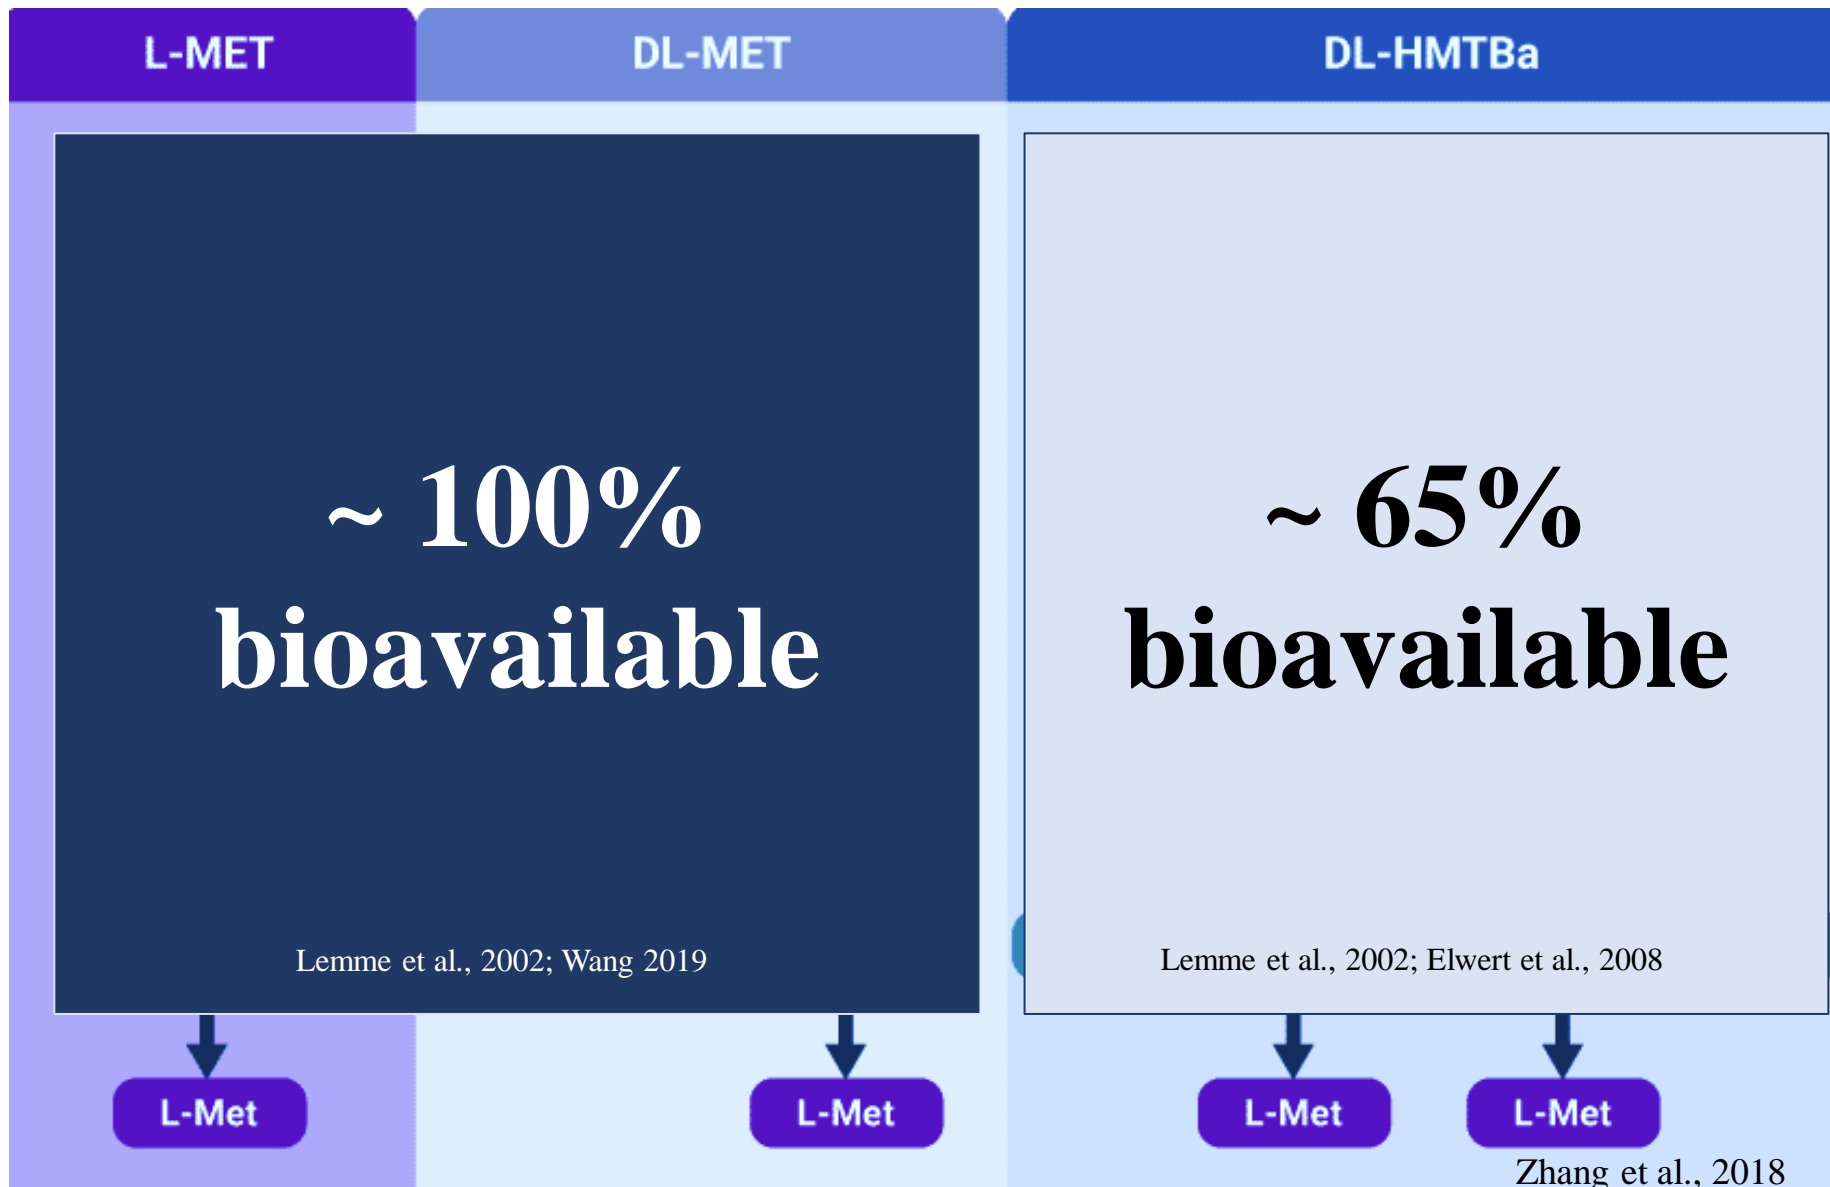 L-MET
DL-MET
DL-HMTBa
~ 100%
bioavailable
Lemme et al., 2002; Wang 2019
~ 65%
bioavailable
Lemme et al., 2002; Elwert et al., 2008
L-Met
L-Met
L-Met
L-Met
Zhang et al., 2018